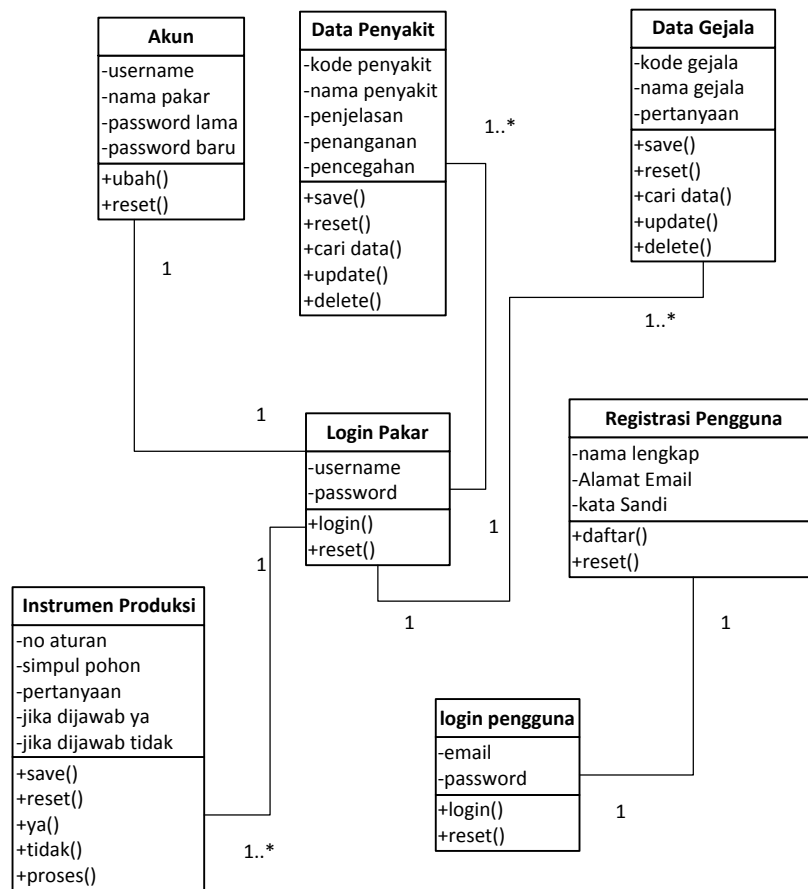 Akun
-username
-nama pakar
-password lama
-password baru
+ubah()
+reset()
1
Data Penyakit
-kode penyakit
-nama penyakit
-penjelasan
-penanganan
-pencegahan
+save()
+reset()
+cari data()
+update()
+delete()
1..*
Data Gejala
-kode gejala
-nama gejala
-pertanyaan
+save()
+reset()
+cari data()
+update()
+delete()
1..*
1
Login Pakar
-username
-password
+login()
+reset()
1
1
1
Registrasi Pengguna
-nama lengkap
-Alamat Email
-kata Sandi
+daftar()
+reset()
1
Instrumen Produksi
-no aturan
-simpul pohon
-pertanyaan
-jika dijawab ya
-jika dijawab tidak
+save()
+reset()
+ya()
+tidak()
+proses()
1..*
login pengguna
-email
-password
+login()
+reset()
1